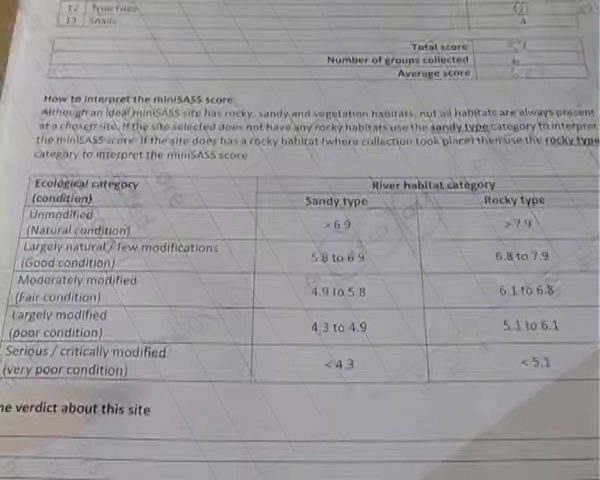 12 True flies
13 Snails 4
Total score
Number of groups collected
Average score
How to interpret the miniSASS score
Although an ideal miniSASS site has rocky, sandy and vegetation habitats, not all habitats are always present
at a chosen site. If the site selected does not have any rocky habitats use the sandy type category to interpret
the miniSASS score. If the site does has a rocky habitat (where collection took place) then use the rocky type
category to interpret the miniSASS score
Ecological category River habitat category
(condition) Sandy type Rocky type
Unmodified > 6.9 > 7.9
(Natural condition)
Largely natural / few modifications 5.8 to 6.9 6.8 to 7.9
(Good condition)
Moderately modified 4.9 to 5.8 6.1 to 6.8
(Fair condition)
Largely modified 4.3 to 4.9 5.1 to 6.1
(poor condition)
Serious / critically modified < 4.3 < 5.1
(very poor condition)
verdict about this site